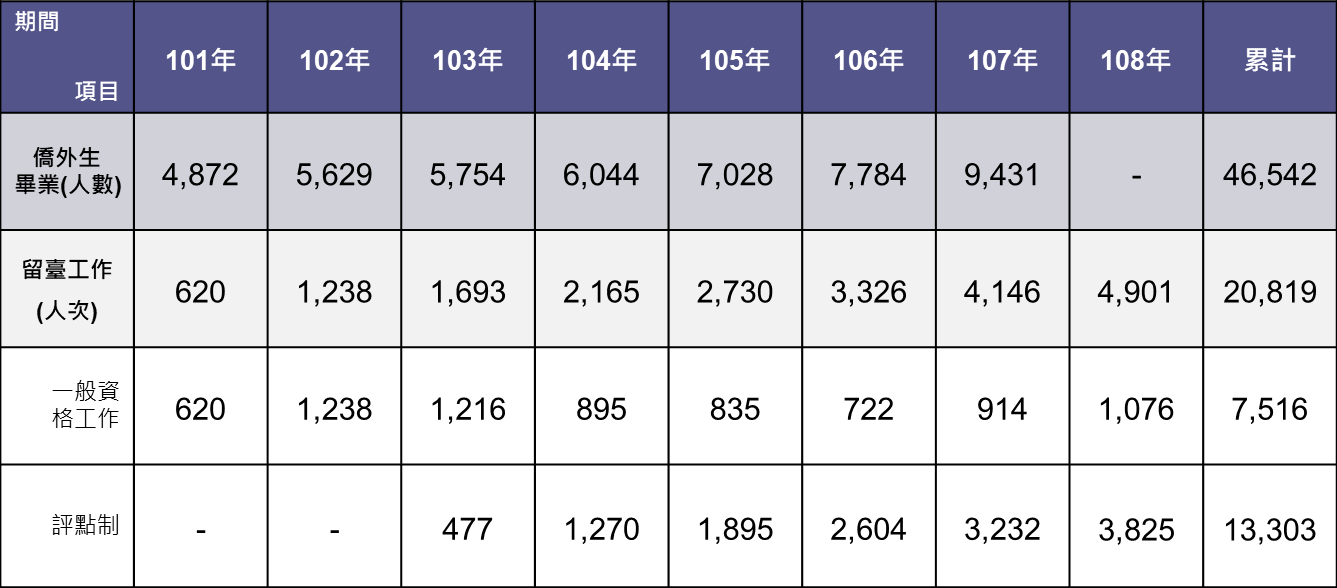 期間
項目
101年 102年 103年 104年 105年 106年 107年 108年 累計
僑外生
畢業(人數)
4,872 5,629 5,754 6,044 7,028 7,784 9,431 - 46,542
留臺工作
(人次)
620 1,238 1,693 2,165 2,730 3,326 4,146 4,901 20,819
一般資
格工作
620 1,238 1,216 895 835 722 914 1,076 7,516
評點制
- - 477 1,270 1,895 2,604 3,232 3,825 13,303